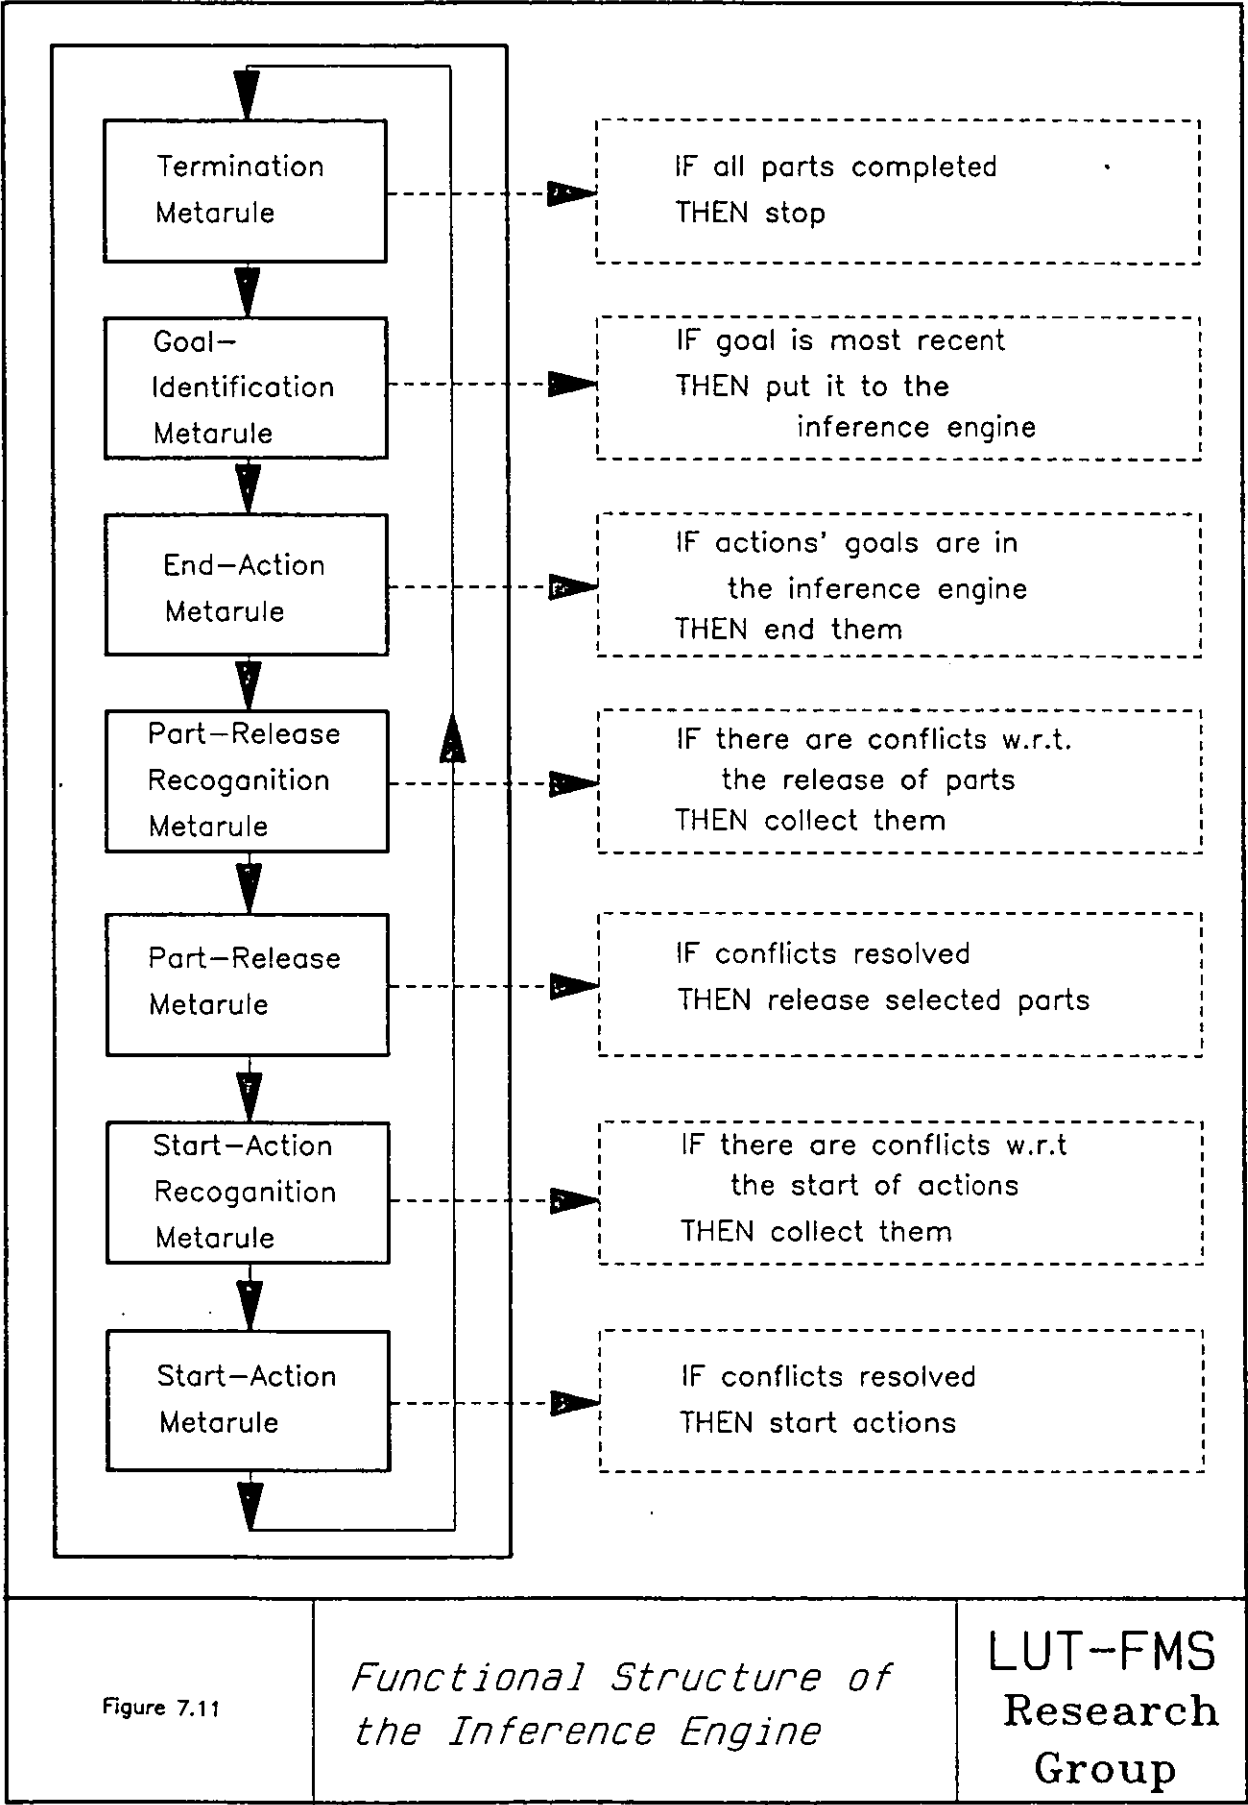 Termination
Metarule
IF all parts completed
THEN stop
Goal-
Identification
Metarule
IF goal is most recent
THEN put it to the
inference engine
End-Action
Metarule
IF actions' goals are in
the inference engine
THEN end them
Part-Release
Recoganition
Metarule
IF there are conflicts w.r.t.
the release of parts
THEN collect them
Part-Release
Metarule
IF conflicts resolved
THEN release selected parts
Start-Action
Recoganition
Metarule
IF there are conflicts w.r.t
the start of actions
THEN collect them
Start-Action
Metarule
IF conflicts resolved
THEN start actions
Figure 7.11
Functional Structure of
the Inference Engine
LUT-FMS
Research
Group